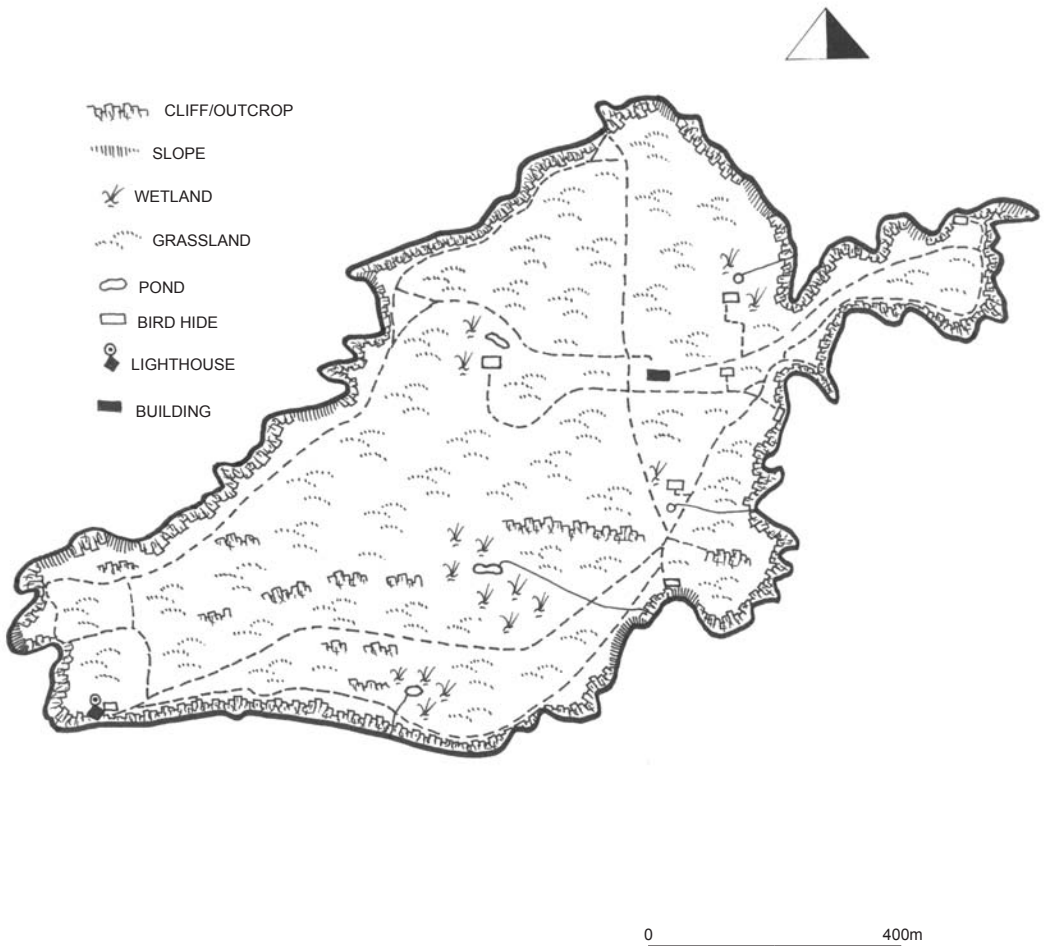 CLIFF/OUTCROP
SLOPE
WETLAND
GRASSLAND
POND
BIRD HIDE
LIGHTHOUSE
BUILDING
0 400m